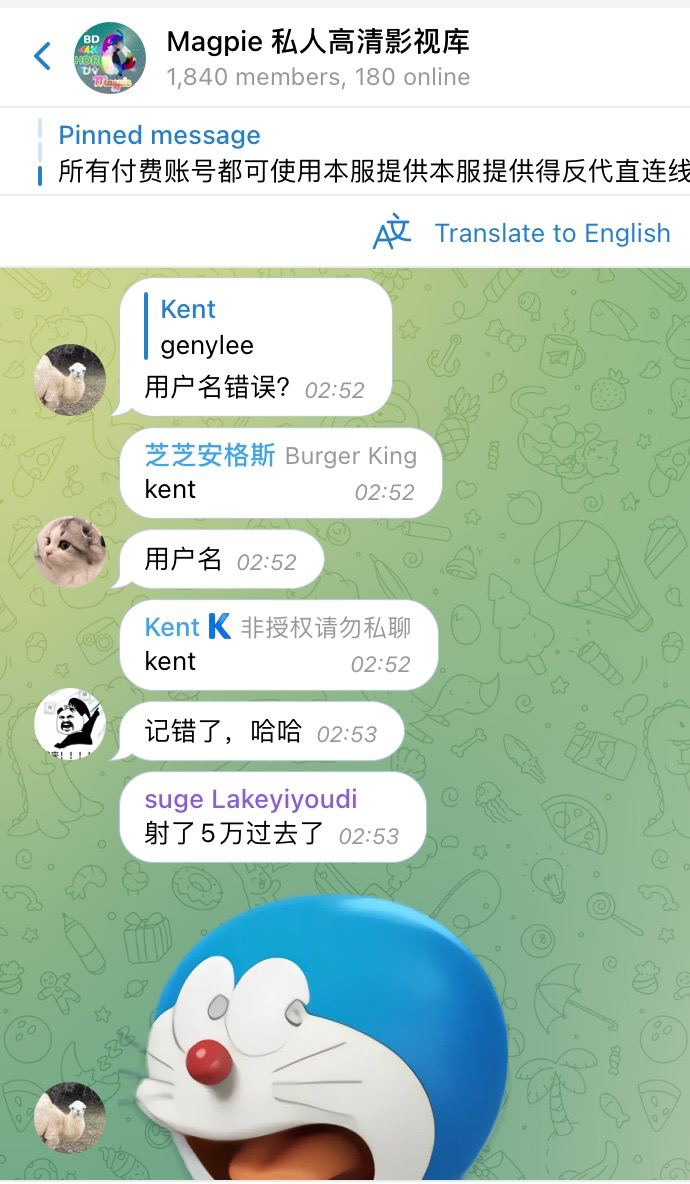 BD
4K
HDR
DV
Magpie
Magpie 私人高清影视库
1,840 members, 180 online
Pinned message
所有付费账号都可使用本服提供本服提供得反代直连线
Translate to English
Kent
genylee
用户名错误? 02:52
芝芝安格斯 Burger King
kent 02:52
用户名 02:52
Kent K 非授权请勿私聊
kent 02:52
记错了，哈哈 02:53
suge Lakeyiyoudi
射了5万过去了 02:53